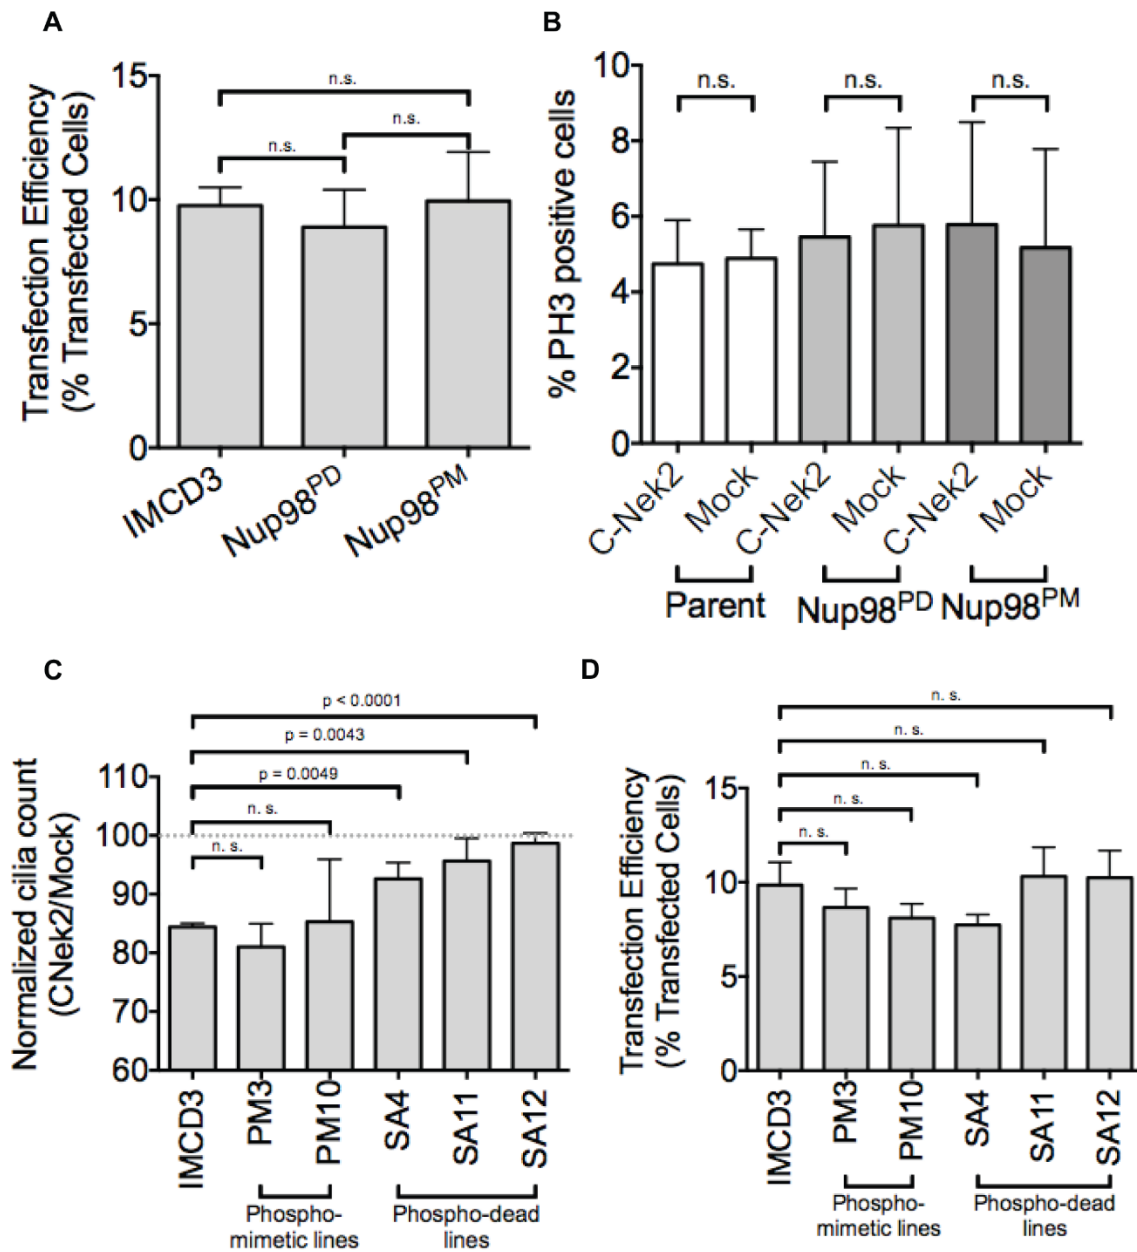 A
Transfection Efficiency
(% Transfected Cells)
15
10
5
0
n.s.
n.s.
n.s.
IMCD3
Nup98PD
Nup98PM
B
% PH3 positive cells
10
8
6
4
2
0
n.s.
n.s.
n.s.
C-Nek2
Mock
C-Nek2
Mock
C-Nek2
Mock
Parent
Nup98PD
Nup98PM
C
Normalized cilia count
(CNek2/Mock)
110
100
90
80
70
60
p < 0.0001
p = 0.0043
p = 0.0049
n. s.
n. s.
IMCD3
PM3
PM10
SA4
SA11
SA12
Phospho-
mimetic lines
Phospho-dead
lines
D
Transfection Efficiency
(% Transfected Cells)
15
10
5
0
n. s.
n. s.
n. s.
n. s.
n. s.
IMCD3
PM3
PM10
SA4
SA11
SA12
Phospho-
mimetic lines
Phospho-dead
lines